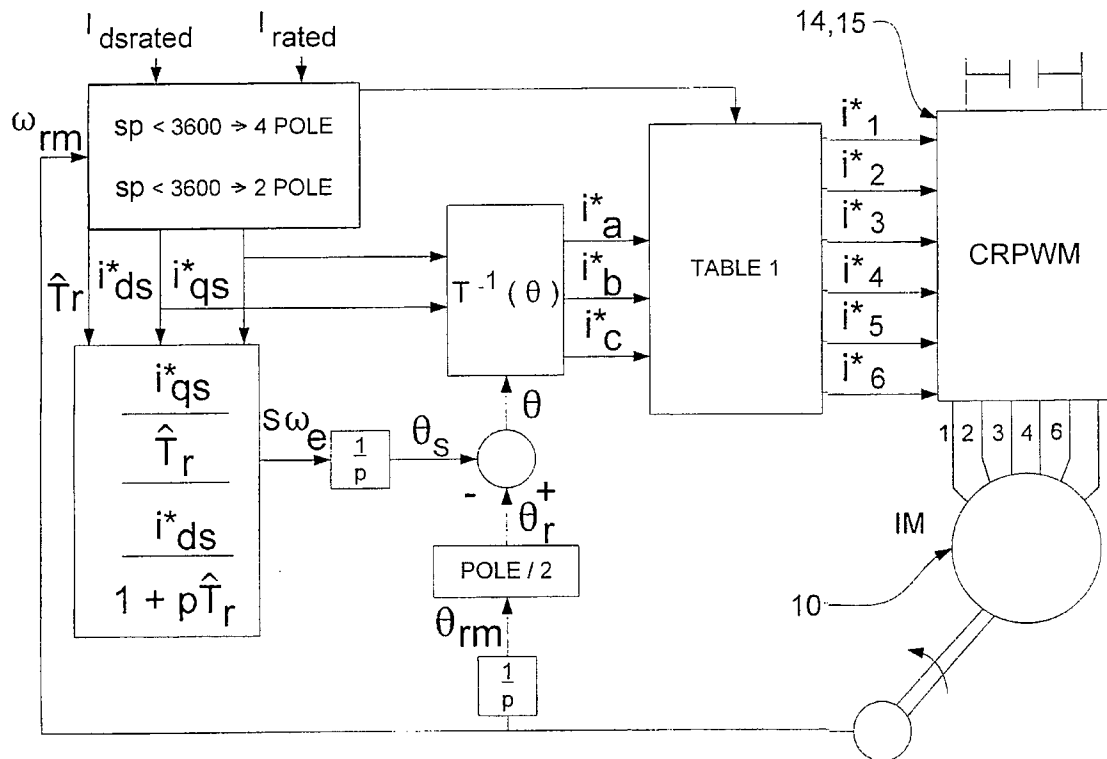 I dsrated
I rated
14,15
ω rm
sp < 3600 → 4 POLE
sp < 3600 → 2 POLE
T̂r
i*ds
i*qs
T⁻¹ (θ)
i*a
i*b
i*c
TABLE 1
i*1
i*2
i*3
i*4
i*5
i*6
CRPWM
1
2
3
4
6
i*qs
T̂r
i*ds
1 + pT̂r
sωe
1
p
θs
θ
-
+
θr
POLE / 2
θrm
1
p
IM
10